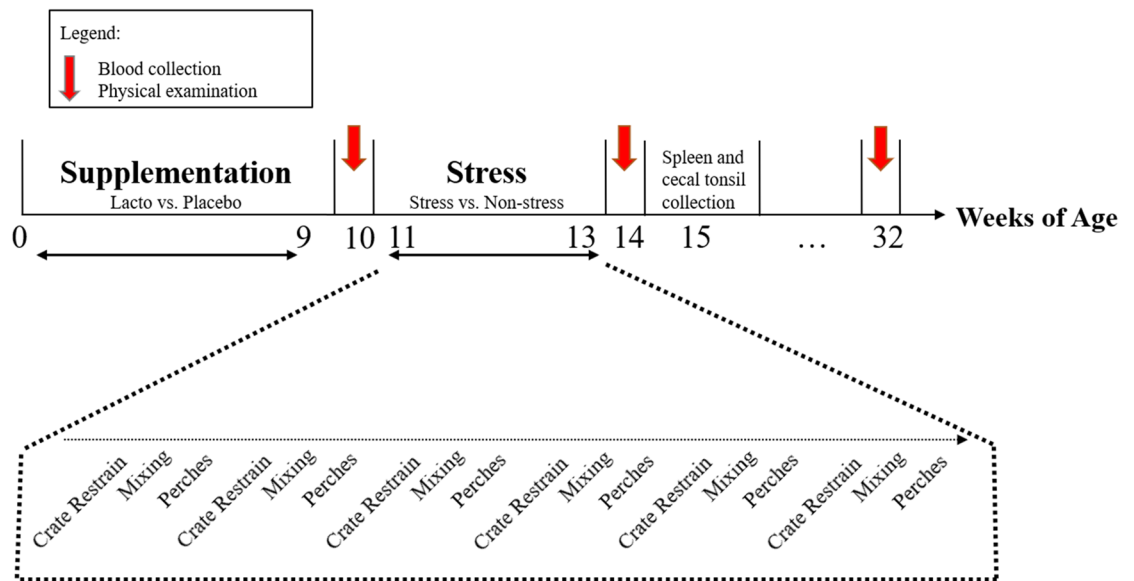 Legend:
Blood collection
Physical examination
Supplementation
Lacto vs. Placebo
Stress
Stress vs. Non-stress
Spleen and
cecal tonsil
collection
Weeks of Age
0
9
10
11
13
14
15
...
32
Crate Restrain
Mixing
Perches
Crate Restrain
Mixing
Perches
Crate Restrain
Mixing
Perches
Crate Restrain
Mixing
Perches
Crate Restrain
Mixing
Perches
Crate Restrain
Mixing
Perches